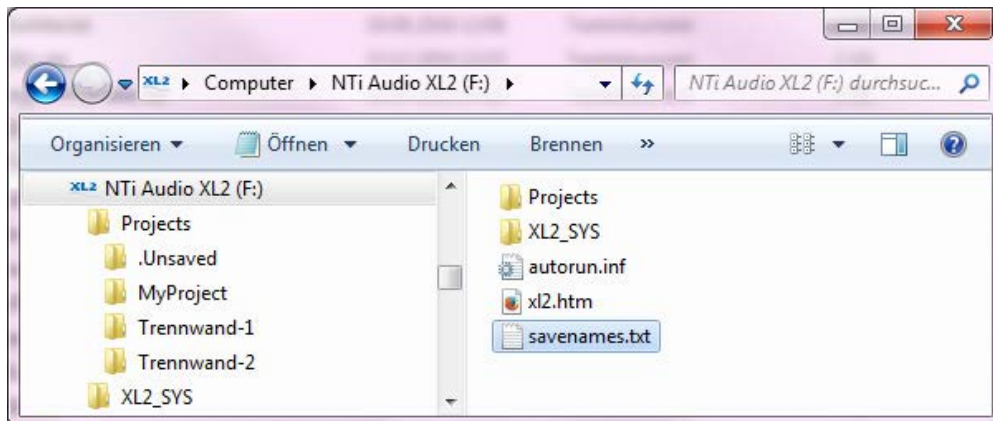 XL2 Computer NTi Audio XL2 (F:) NTi Audio XL2 (F:) durchsuc...
Organisieren Öffnen Drucken Brennen »
XL2 NTi Audio XL2 (F:)
Projects
.Unsaved
MyProject
Trennwand-1
Trennwand-2
XL2_SYS
Projects
XL2_SYS
autorun.inf
xl2.htm
savenames.txt